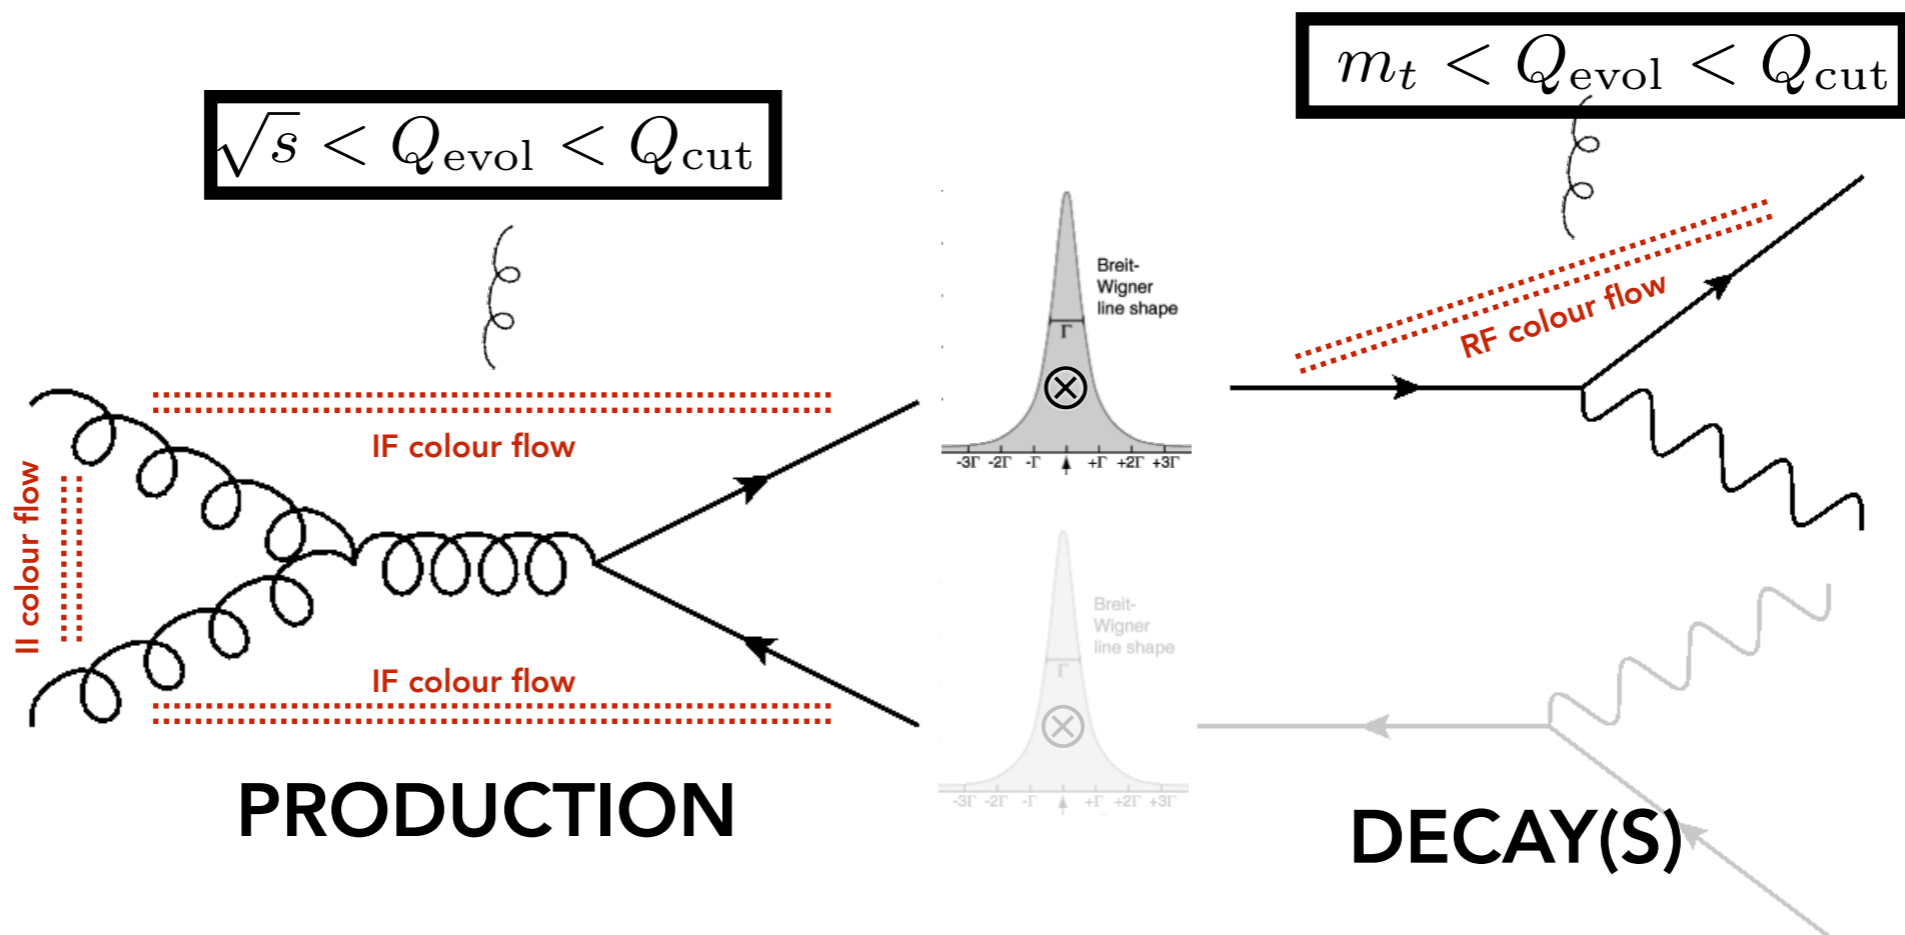 √s < Q_evol < Q_cut
m_t < Q_evol < Q_cut
IF colour flow
II colour flow
IF colour flow
PRODUCTION
Breit-
Wigner
line shape
Γ
-3Γ -2Γ -Γ +Γ +2Γ +3Γ
Breit-
Wigner
line shape
Γ
-3Γ -2Γ -Γ +Γ +2Γ +3Γ
RF colour flow
DECAY(S)